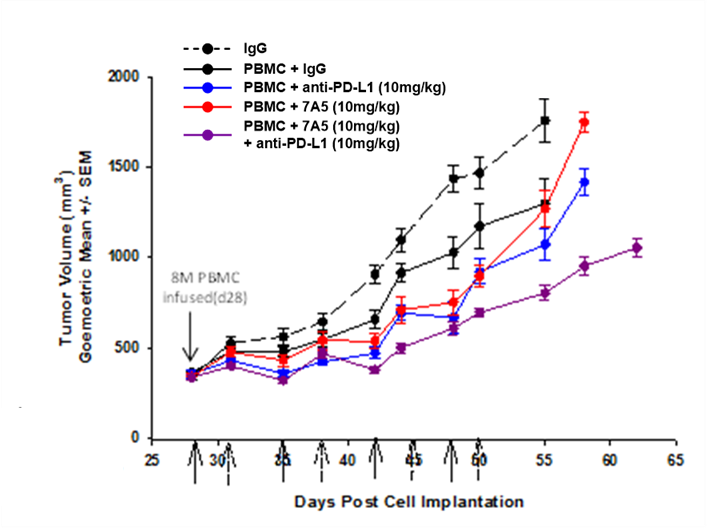 IgG
PBMC + IgG
PBMC + anti-PD-L1 (10mg/kg)
PBMC + 7A5 (10mg/kg)
PBMC + 7A5 (10mg/kg)
+ anti-PD-L1 (10mg/kg)
2000
1500
1000
500
0
Tumor Volume (mm3)
Goemoetric Mean +/- SEM
8M PBMC
infused(d28)
25 30 35 40 45 50 55 60 65
Days Post Cell Implantation